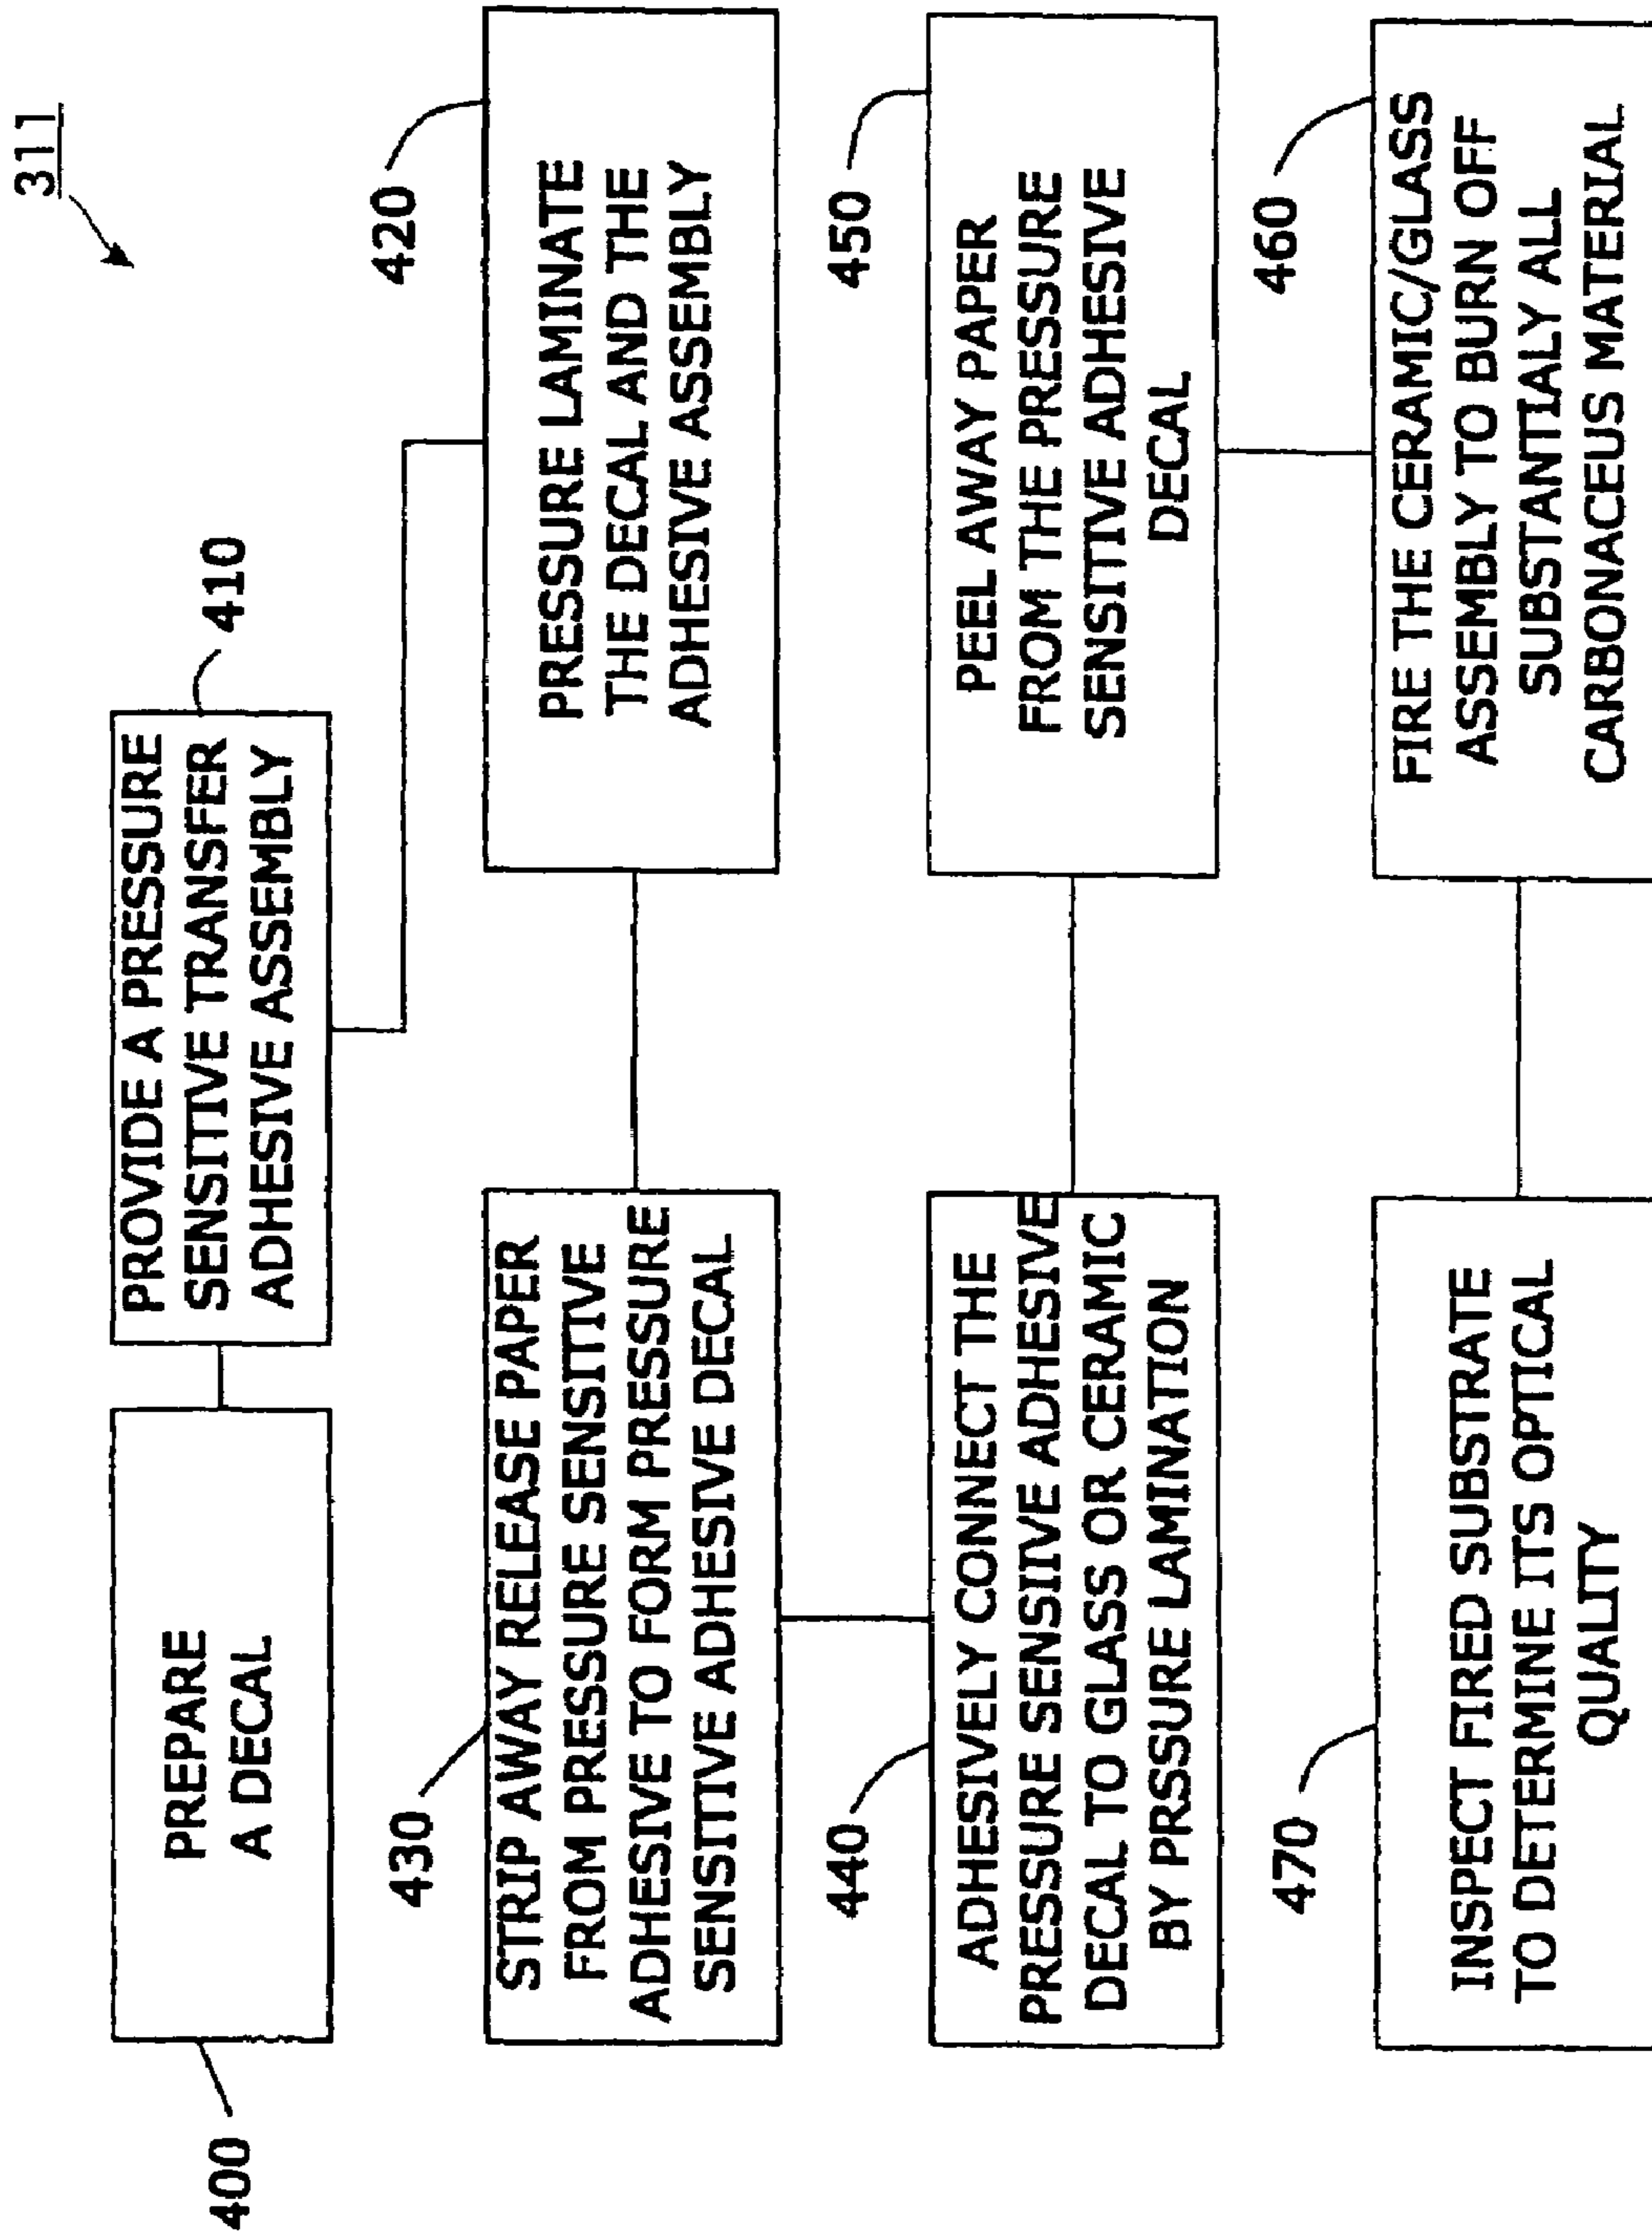 311
400
PREPARE
A DECAL
410
PROVIDE A PRESSURE
SENSITIVE TRANSFER
ADHESIVE ASSEMBLY
420
PRESSURE LAMINATE
THE DECAL AND THE
ADHESIVE ASSEMBLY
430
STRIP AWAY RELEASE PAPER
FROM PRESSURE SENSITIVE
ADHESIVE TO FORM PRESSURE
SENSITIVE ADHESIVE DECAL
440
ADHESIVELY CONNECT THE
PRESSURE SENSIIVE ADHESIVE
DECAL TO GLASS OR CERAMIC
BY PRSSURE LAMINATION
450
PEEL AWAY PAPER
FROM THE PRESSURE
SENSITIVE ADHESIVE
DECAL
460
FIRE THE CERAMIC/GLASS
ASSEMBLY TO BURN OFF
SUBSTANTIALY ALL
CARBONACEUS MATERIAL
470
INSPECT FIRED SUBSTRATE
TO DETERMINE ITS OPTICAL
QUALITY